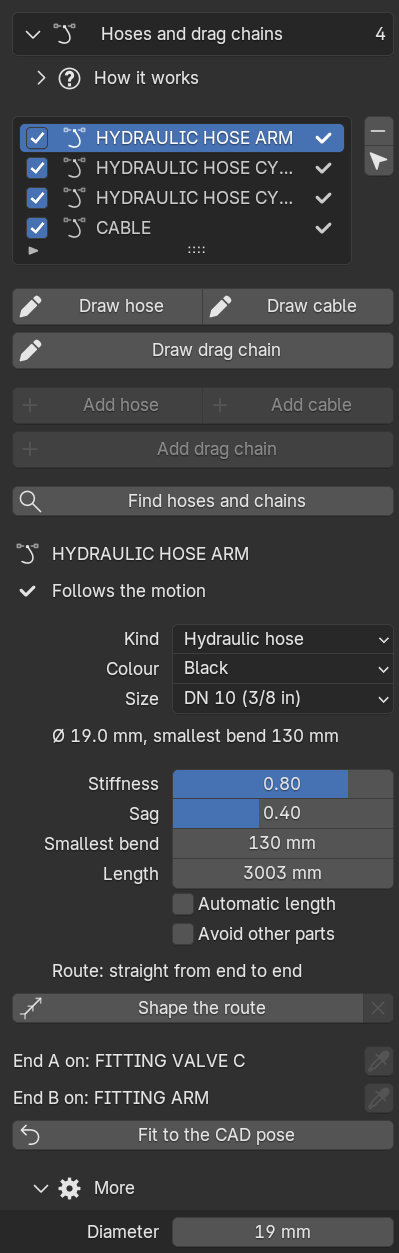 Hoses and drag chains 4
How it works
HYDRAULIC HOSE ARM
HYDRAULIC HOSE CY...
HYDRAULIC HOSE CY...
CABLE
Draw hose Draw cable
Draw drag chain
Add hose Add cable
Add drag chain
Find hoses and chains
HYDRAULIC HOSE ARM
Follows the motion
Kind Hydraulic hose
Colour Black
Size DN 10 (3/8 in)
Ø 19.0 mm, smallest bend 130 mm
Stiffness 0.80
Sag 0.40
Smallest bend 130 mm
Length 3003 mm
Automatic length
Avoid other parts
Route: straight from end to end
Shape the route
End A on: FITTING VALVE C
End B on: FITTING ARM
Fit to the CAD pose
More
Diameter 19 mm